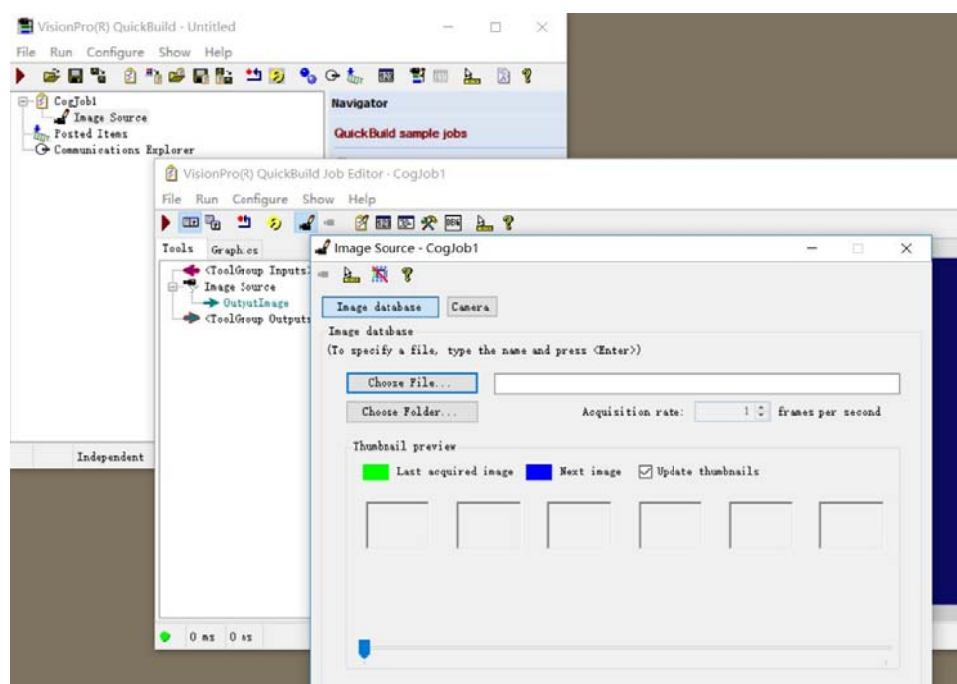 VisionPro(R) QuickBuild - Untitled
File Run Configure Show Help
CogJob1
Image Source
Posted Items
Communications Explorer
Navigator
QuickBuild sample jobs
Independent
VisionPro(R) QuickBuild Job Editor - CogJob1
File Run Configure Show Help
Tools Graphics
<ToolGroup Inputs>
Image Source
OutputImage
<ToolGroup Outputs
0 ms 0 ss
Image Source - CogJob1
Image database Camera
Image database
(To specify a file, type the name and press <Enter>)
Choose File...
Choose Folder... Acquisition rate: 1 frames per second
Thumbnail preview
Last acquired image Next image Update thumbnails